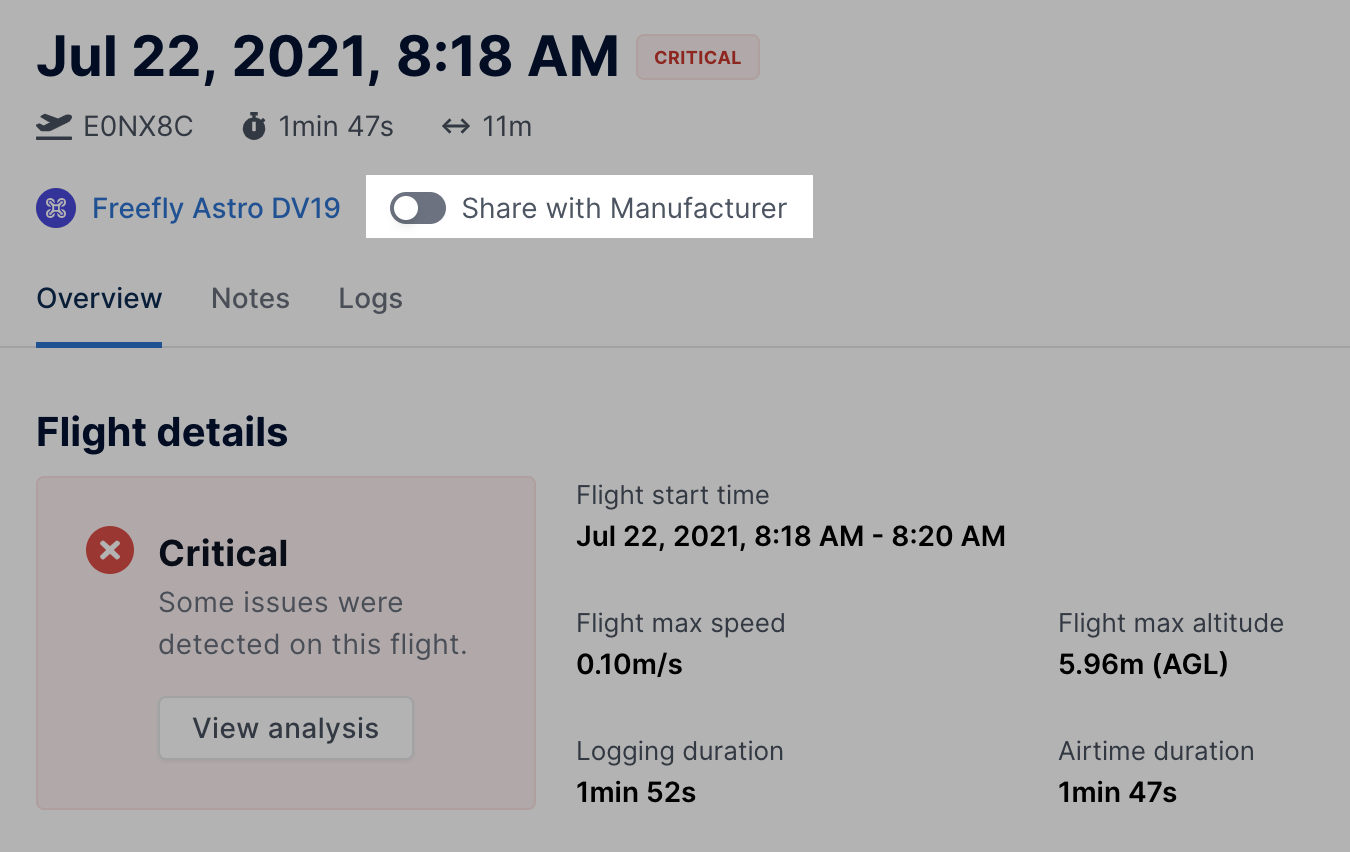 Jul 22, 2021, 8:18 AM CRITICAL
E0NX8C 1min 47s 11m
Freefly Astro DV19 Share with Manufacturer
Overview Notes Logs
Flight details
Critical
Some issues were
detected on this flight.
View analysis
Flight start time
Jul 22, 2021, 8:18 AM - 8:20 AM
Flight max speed
0.10m/s
Flight max altitude
5.96m (AGL)
Logging duration
1min 52s
Airtime duration
1min 47s